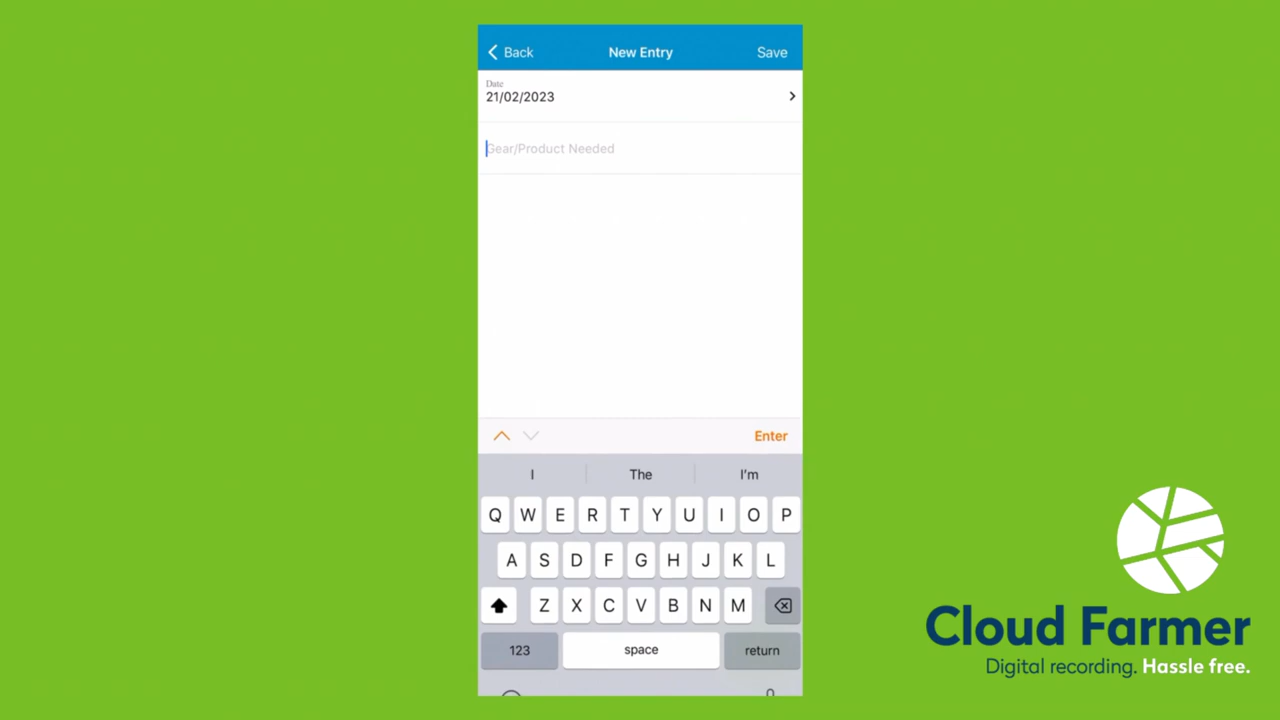 Back New Entry Save
Date
21/02/2023
Gear/Product Needed
Enter
I The I'm
Q W E R T Y U I O P
A S D F G H J K L
Z X C V B N M
123 space return
Cloud Farmer
Digital recording. Hassle free.